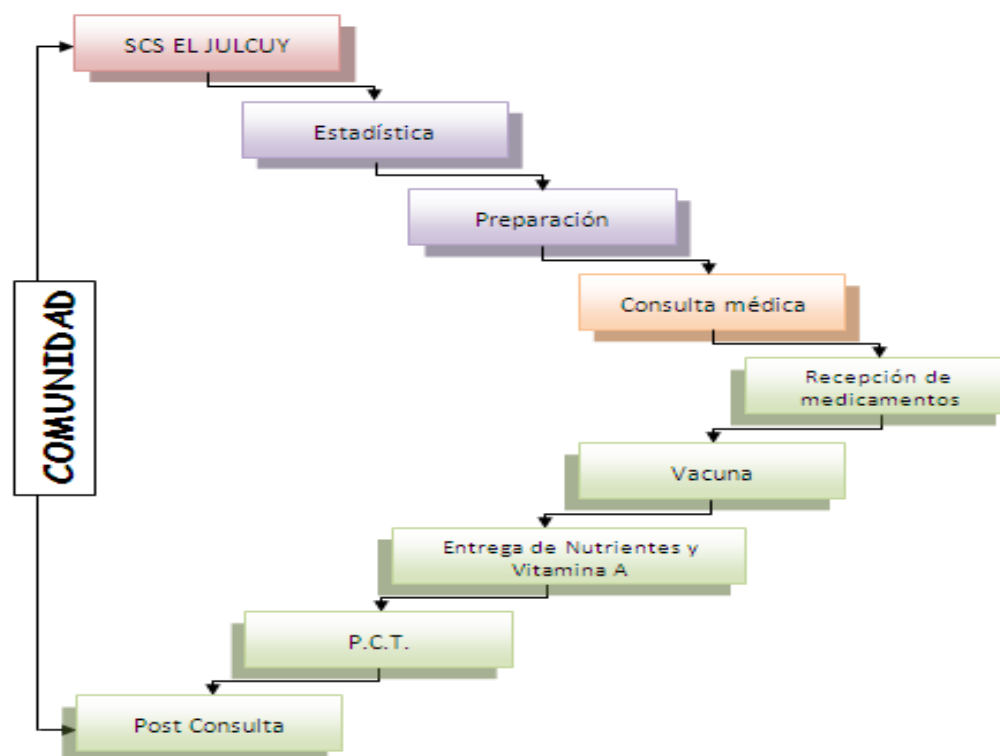 SCS EL JULCUY
Estadística
Preparación
Consulta médica
Recepción de
medicamentos
COMUNIDAD
Vacuna
Entrega de Nutrientes y
Vitamina A
P.C.T.
Post Consulta